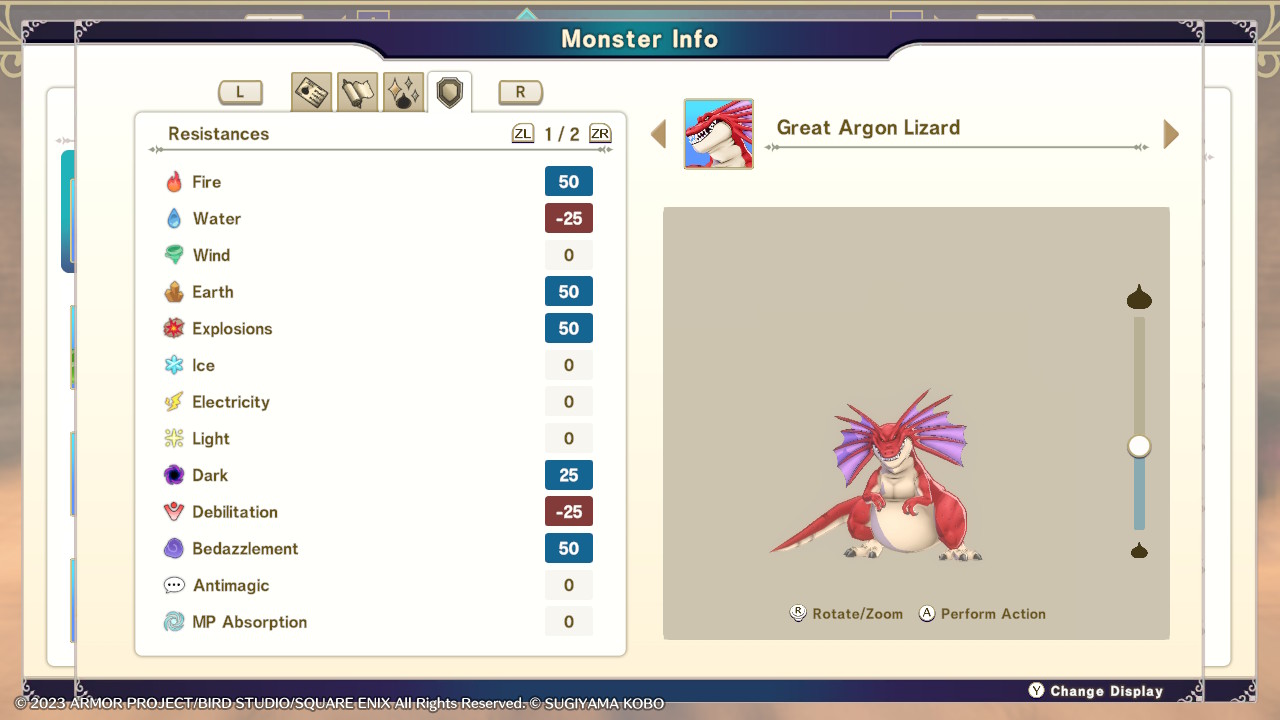 Monster Info
L
R
Resistances
ZL 1 / 2 ZR
Fire 50
Water -25
Wind 0
Earth 50
Explosions 50
Ice 0
Electricity 0
Light 0
Dark 25
Debilitation -25
Bedazzlement 50
Antimagic 0
MP Absorption 0
Great Argon Lizard
R Rotate/Zoom A Perform Action
Y Change Display
© 2023 ARMOR PROJECT/BIRD STUDIO/SQUARE ENIX All Rights Reserved. © SUGIYAMA KOBO